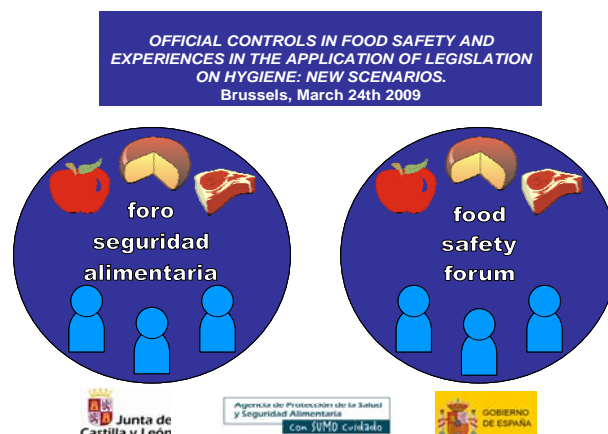 OFFICIAL CONTROLS IN FOOD SAFETY AND
EXPERIENCES IN THE APPLICATION OF LEGISLATION
ON HYGIENE: NEW SCENARIOS.
Brussels, March 24th 2009
foro
seguridad
alimentaria
food
safety
forum
Junta de
Castilla y León
Agencia de Protección de la Salud
y Seguridad Alimentaria
con SUMO cuidado
GOBIERNO
DE ESPAÑA